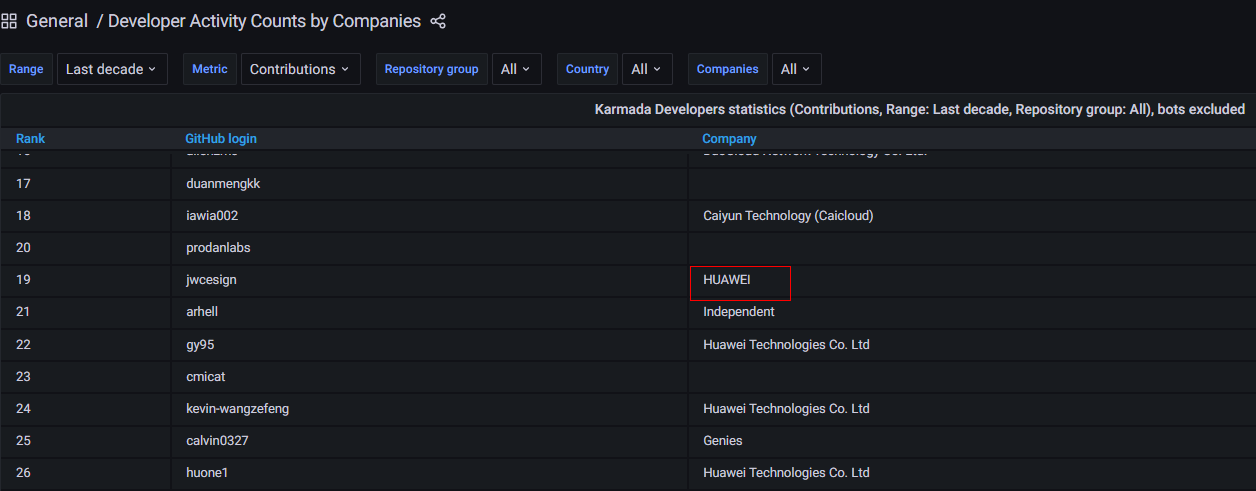 General / Developer Activity Counts by Companies
Range Last decade Metric Contributions Repository group All Country All Companies All
Karmada Developers statistics (Contributions, Range: Last decade, Repository group: All), bots excluded
Rank GitHub login Company
17 duanmengkk
18 iawia002 Caiyun Technology (Caicloud)
20 prodanlabs
19 jwcesign HUAWEI
21 arhell Independent
22 gy95 Huawei Technologies Co. Ltd
23 cmicat
24 kevin-wangzefeng Huawei Technologies Co. Ltd
25 calvin0327 Genies
26 huone1 Huawei Technologies Co. Ltd